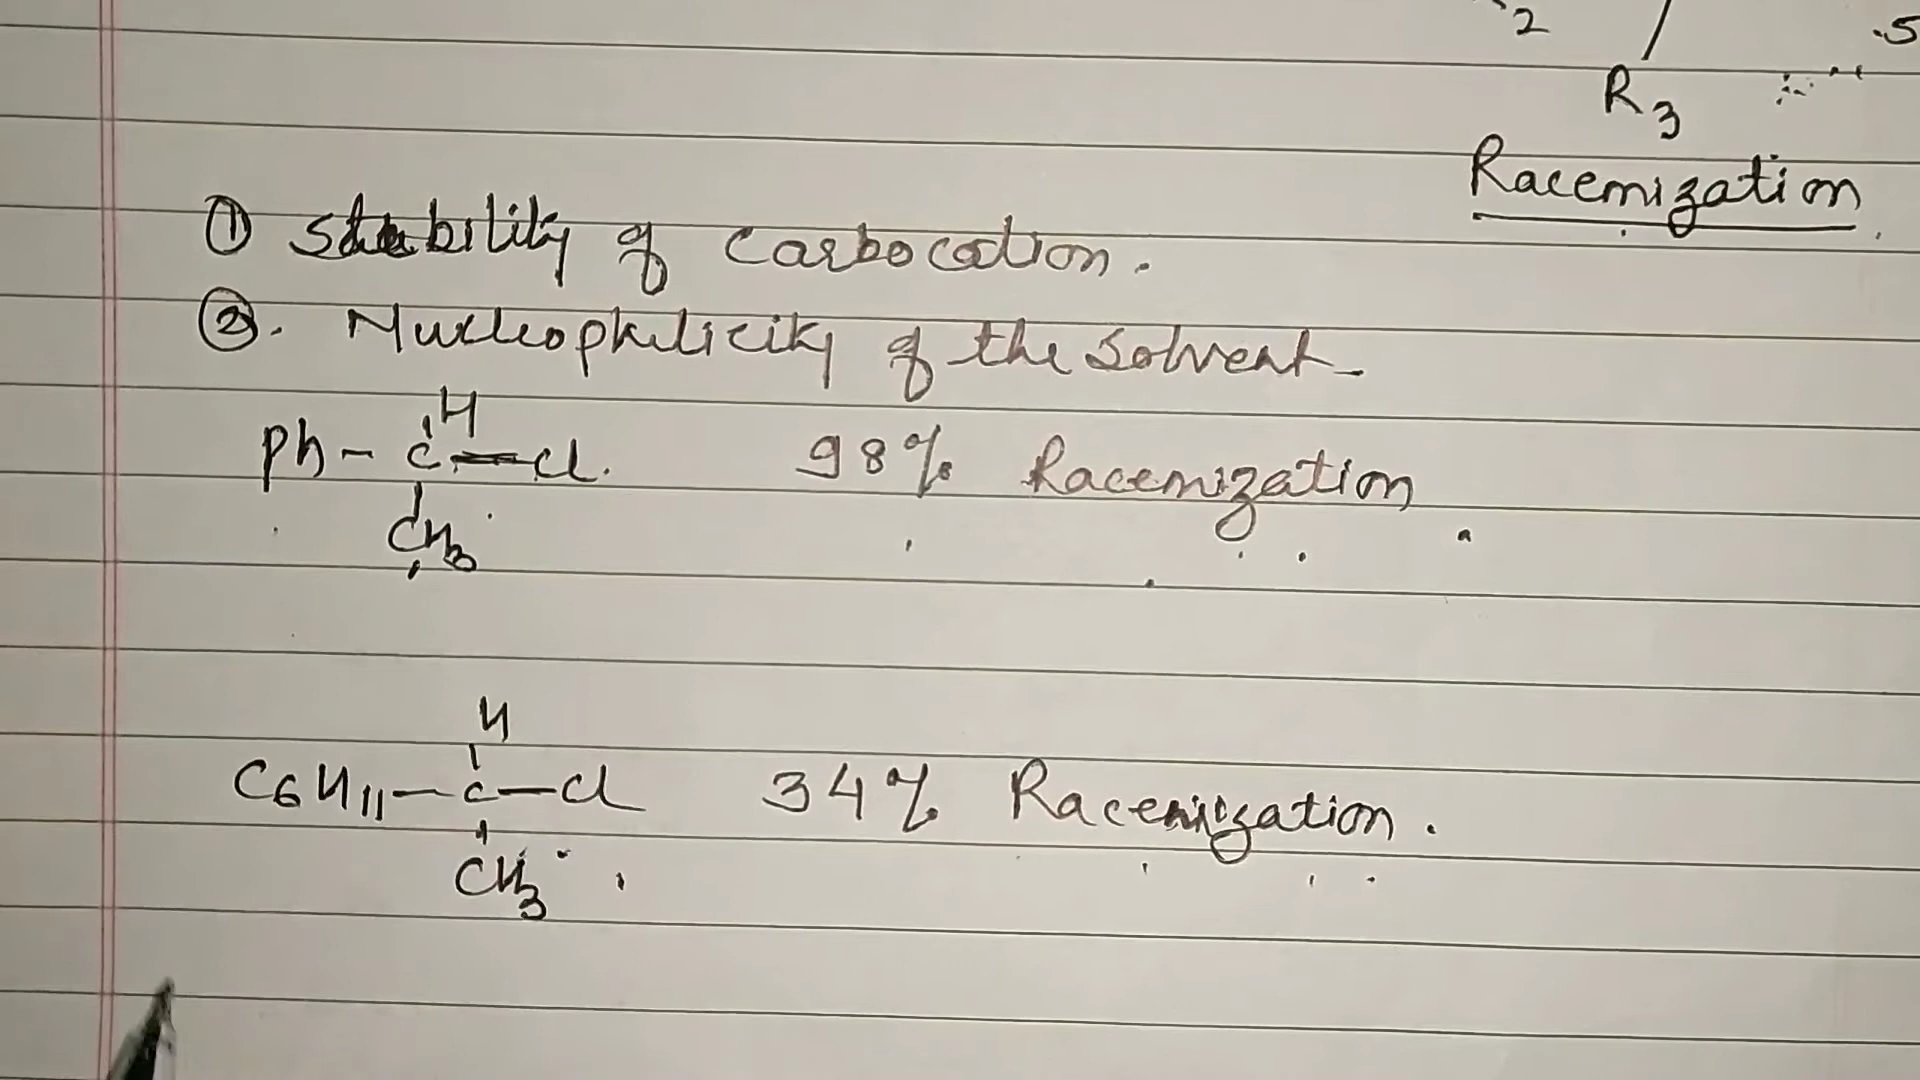 2 .5
R3
Racemization
① Stability of Carbocation.
②. Nucleophilicity of the Solvent-
H
Ph-C-Cl. 98% Racemization
CH3
H
C6H11-C-Cl 34% Racemization.
CH3